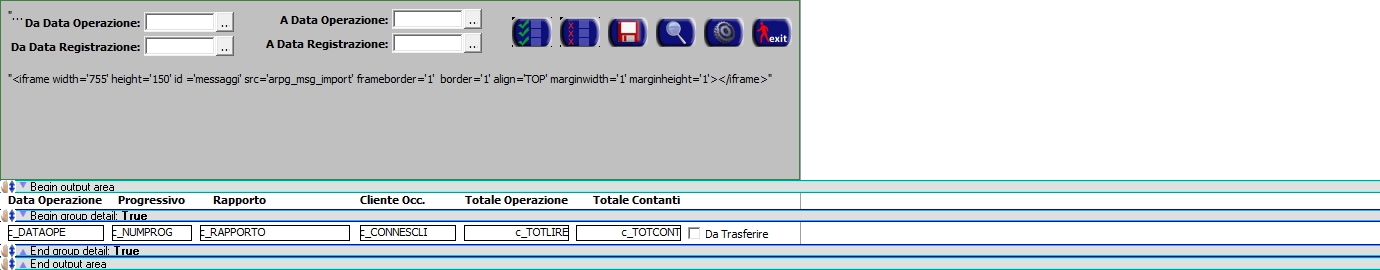 "...
Da Data Operazione: ... A Data Operazione: ...
Da Data Registrazione: ... A Data Registrazione: ...
exit
"<iframe width='755' height='150' id ='messaggi' src='arpg_msg_import' frameborder='1' border='1' align='TOP' marginwidth='1' marginheight='1'></iframe>"
Begin output area
Data Operazione Progressivo Rapporto Cliente Occ. Totale Operazione Totale Contanti
Begin group detail: True
c_DATAOPE c_NUMPROG c_RAPPORTO c_CONNESCLI c_TOTLIRE c_TOTCONT Da Trasferire
End group detail: True
End output area